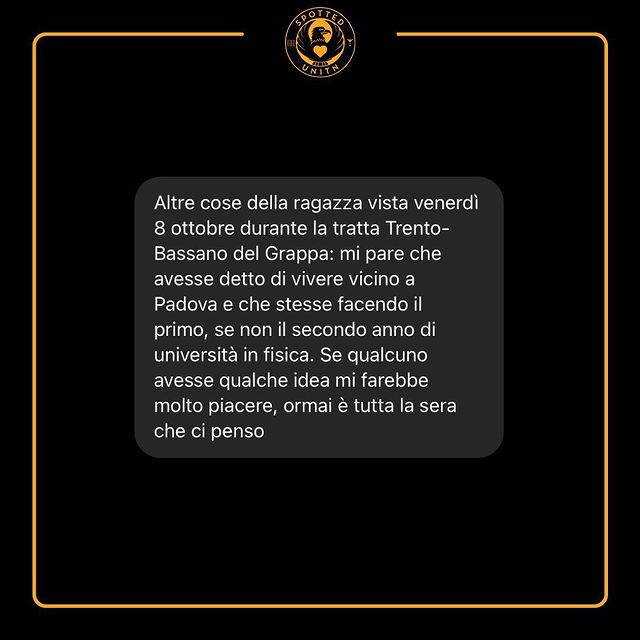 SPOTTED
UNITN
Altre cose della ragazza vista venerdì
8 ottobre durante la tratta Trento-
Bassano del Grappa: mi pare che
avesse detto di vivere vicino a
Padova e che stesse facendo il
primo, se non il secondo anno di
università in fisica. Se qualcuno
avesse qualche idea mi farebbe
molto piacere, ormai è tutta la sera
che ci penso